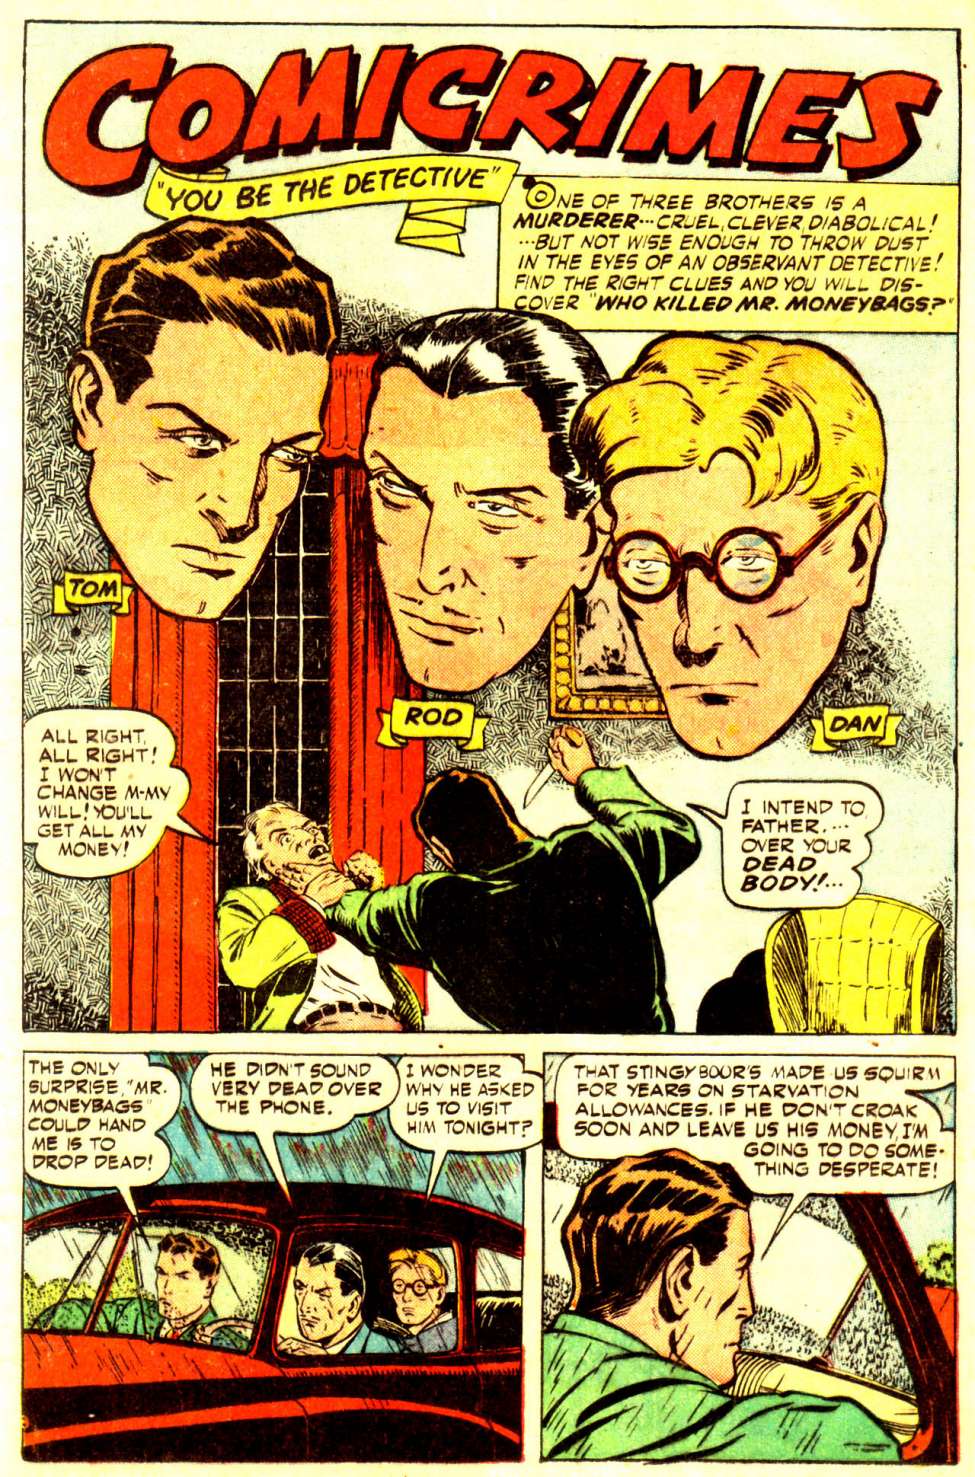 COMICRIMES
"YOU BE THE DETECTIVE"
ONE OF THREE BROTHERS IS A
MURDERER--- CRUEL, CLEVER, DIABOLICAL!
...BUT NOT WISE ENOUGH TO THROW DUST
IN THE EYES OF AN OBSERVANT DETECTIVE!
FIND THE RIGHT CLUES AND YOU WILL DIS-
COVER "WHO KILLED MR. MONEYBAGS?"
TOM
ROD
DAN
ALL RIGHT,
ALL RIGHT!
I WON'T
CHANGE M-MY
WILL! YOU'LL
GET ALL MY
MONEY!
I INTEND TO,
FATHER....
OVER YOUR
DEAD
BODY!...
THE ONLY
SURPRISE, "MR.
MONEYBAGS"
COULD HAND
ME IS TO
DROP DEAD!
HE DIDN'T SOUND
VERY DEAD OVER
THE PHONE.
I WONDER
WHY HE ASKED
US TO VISIT
HIM TONIGHT?
THAT STINGY BOOR'S MADE US SQUIRM
FOR YEARS ON STARVATION
ALLOWANCES. IF HE DON'T CROAK
SOON AND LEAVE US HIS MONEY, I'M
GOING TO DO SOME-
THING DESPERATE!